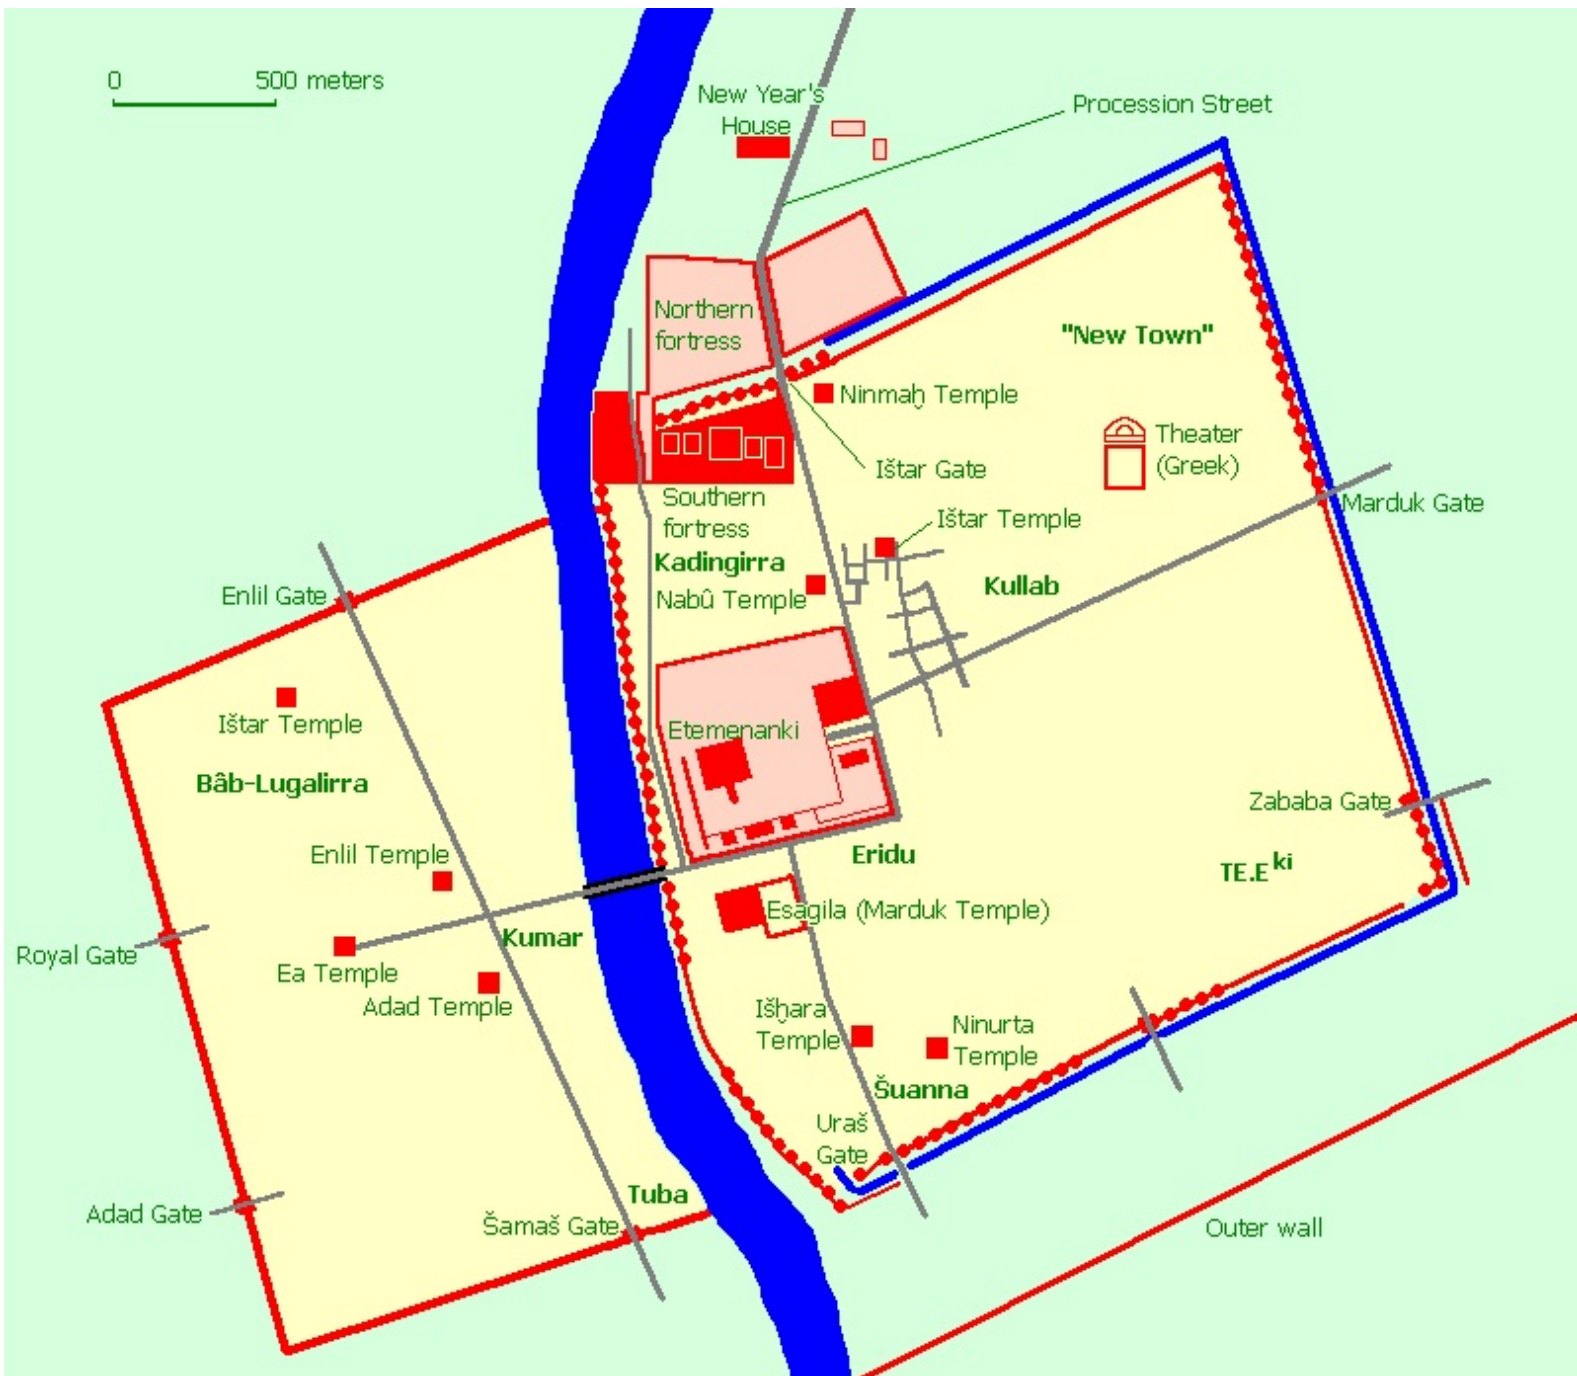 0 500 meters
New Year's
House
Procession Street
Northern
fortress
"New Town"
Ninmaḫ Temple
Theater
(Greek)
Ištar Gate
Southern
fortress
Marduk Gate
Ištar Temple
Kadingirra
Kullab
Enlil Gate
Nabû Temple
Ištar Temple
Etemenanki
Bâb-Lugalirra
Zababa Gate
Enlil Temple
Eridu
TE.E ki
Esagila (Marduk Temple)
Kumar
Royal Gate
Ea Temple
Adad Temple
Išḫara
Temple
Ninurta
Temple
Šuanna
Uraš
Gate
Tuba
Adad Gate
Šamaš Gate
Outer wall